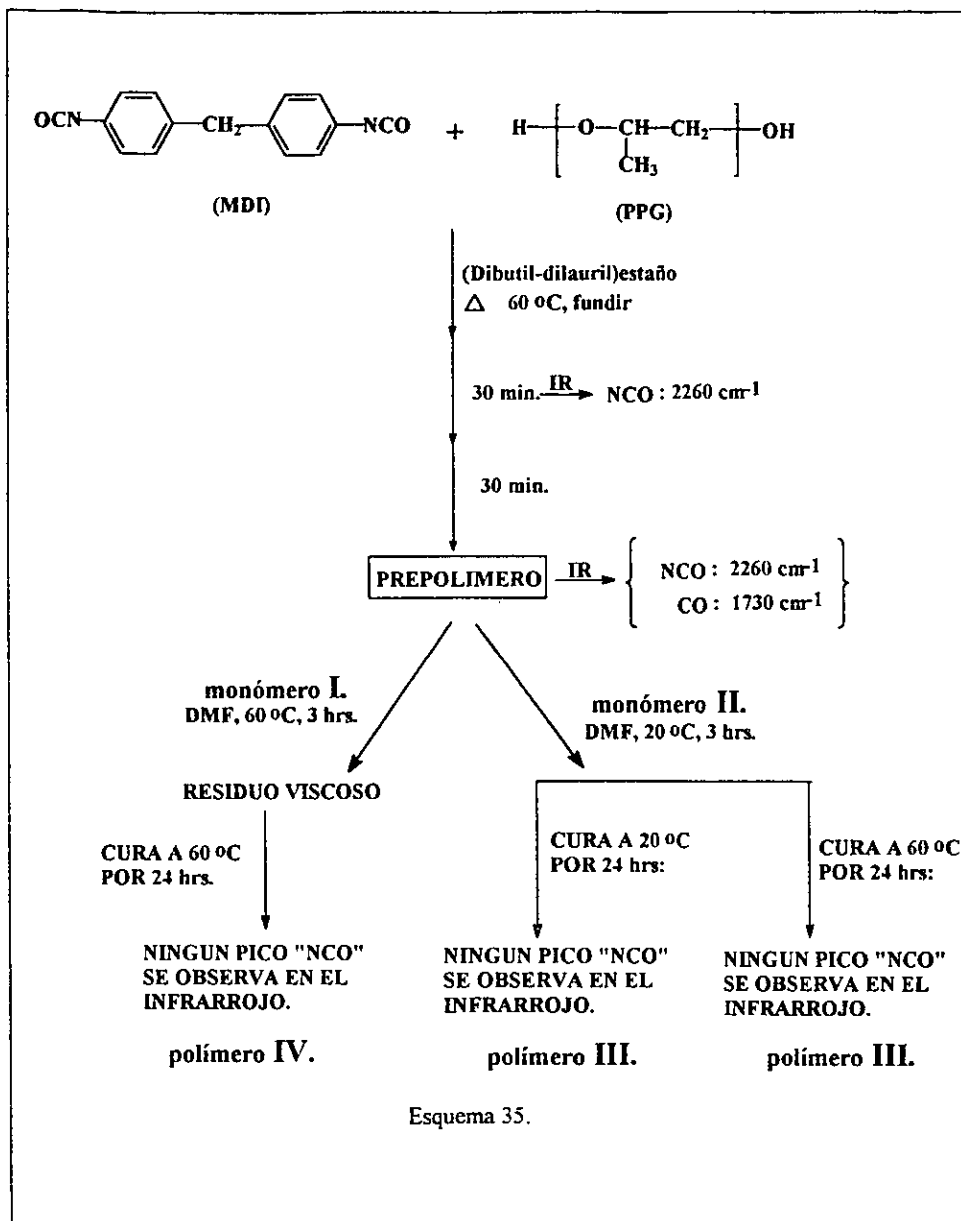 OCN CH₂ NCO + H O CH CH₂ OH
CH₃
(MDI) (PPG)
(Dibutil-dilauril)estaño
△ 60 ºC, fundir
30 min. IR NCO : 2260 cm-1
30 min.
PREPOLIMERO IR NCO : 2260 cm-1
CO : 1730 cm-1
monómero I.
DMF, 60 ºC, 3 hrs.
monómero II.
DMF, 20 ºC, 3 hrs.
RESIDUO VISCOSO
CURA A 60 ºC
POR 24 hrs.
CURA A 20 ºC
POR 24 hrs:
CURA A 60 ºC
POR 24 hrs:
NINGUN PICO "NCO"
SE OBSERVA EN EL
INFRARROJO.
polímero IV.
NINGUN PICO "NCO"
SE OBSERVA EN EL
INFRARROJO.
polímero III.
NINGUN PICO "NCO"
SE OBSERVA EN EL
INFRARROJO.
polímero III.
Esquema 35.